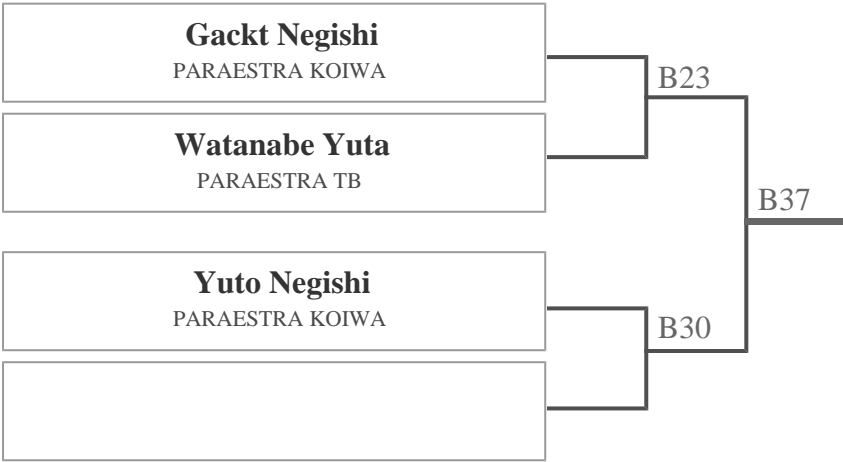 Gackt Negishi
PARAESTRA KOIWA
B23
Watanabe Yuta
PARAESTRA TB
B37
Yuto Negishi
PARAESTRA KOIWA
B30